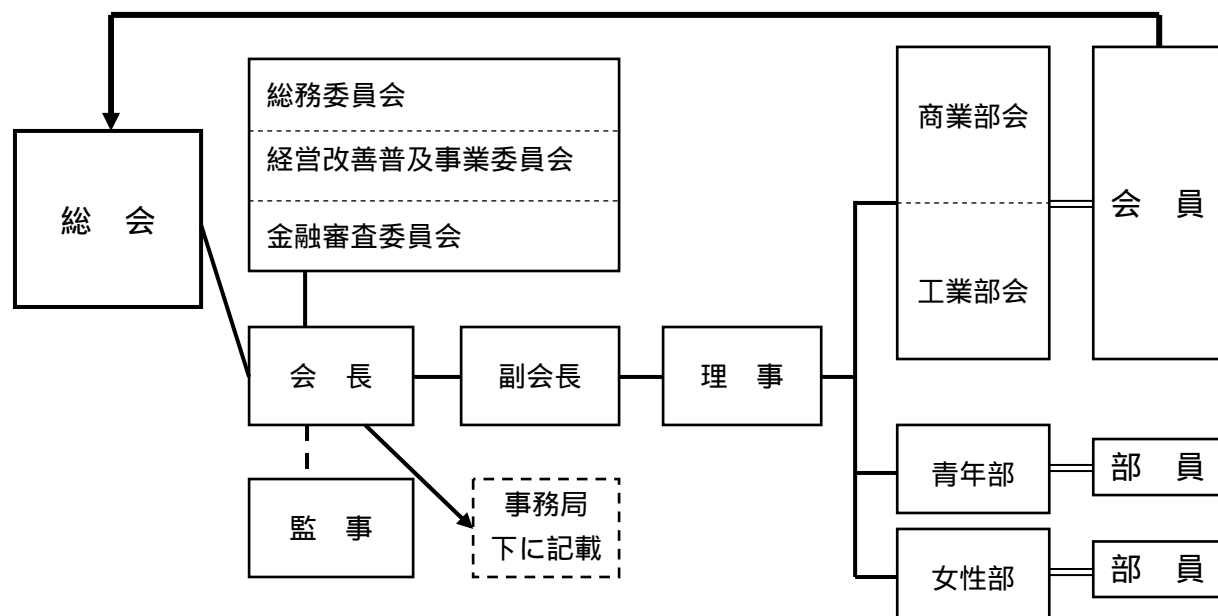 総務委員会
経営改善普及事業委員会
金融審査委員会
総　会
商業部会
工業部会
会　員
会　長
副会長
理　事
監　事
事務局
下に記載
青年部
部　員
女性部
部　員